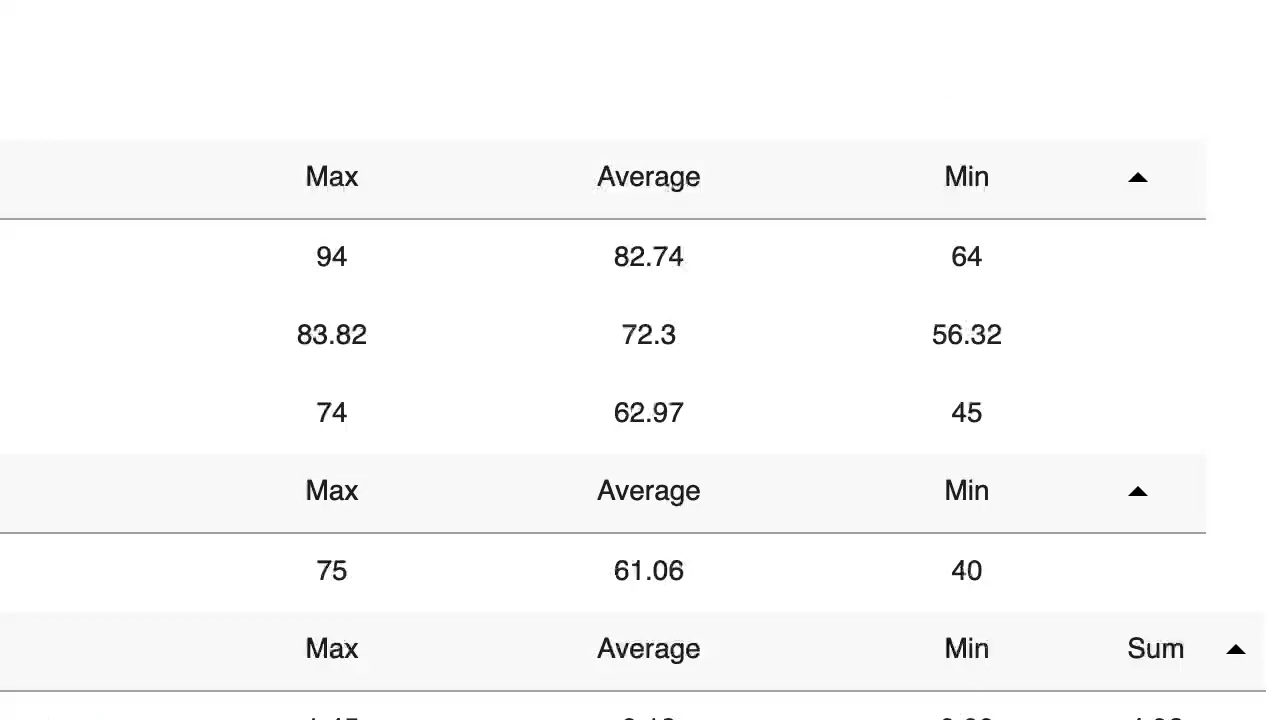 Max Average Min ▲
94 82.74 64
83.82 72.3 56.32
74 62.97 45
Max Average Min ▲
75 61.06 40
Max Average Min Sum ▲